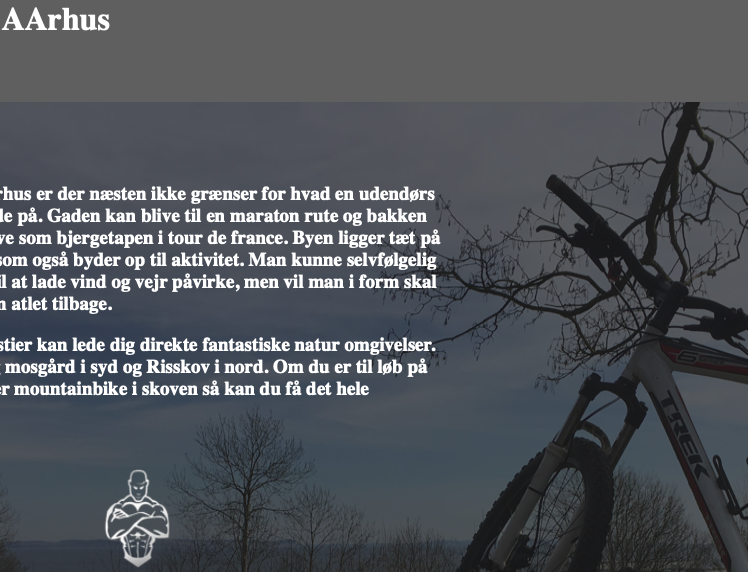 AArhus
rhus er der næsten ikke grænser for hvad en udendørs
le på. Gaden kan blive til en maraton rute og bakken
ve som bjergetapen i tour de france. Byen ligger tæt på
som også byder op til aktivitet. Man kunne selvfølgelig
il at lade vind og vejr påvirke, men vil man i form skal
n atlet tilbage.
stier kan lede dig direkte fantastiske natur omgivelser.
mosgård i syd og Risskov i nord. Om du er til løb på
er mountainbike i skoven så kan du få det hele
TREK